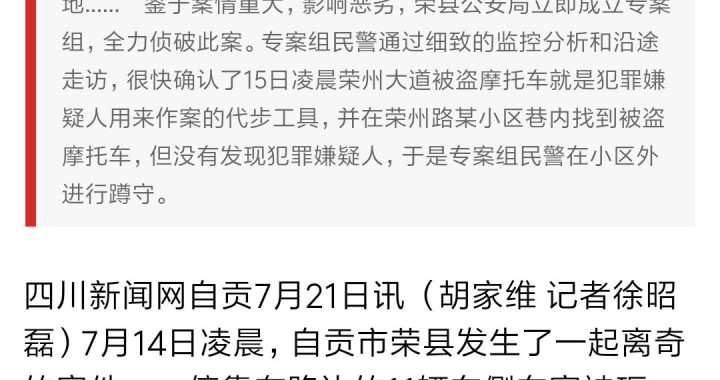 地......　鉴于案情重大，影响恶劣，荣县公安局立即成立专案
组，全力侦破此案。专案组民警通过细致的监控分析和沿途
走访，很快确认了15日凌晨荣州大道被盗摩托车就是犯罪嫌
疑人用来作案的代步工具，并在荣州路某小区巷内找到被盗
摩托车，但没有发现犯罪嫌疑人，于是专案组民警在小区外
进行蹲守。
四川新闻网自贡7月21日讯（胡家维 记者徐昭
磊）7月14日凌晨，自贡市荣县发生了一起离奇